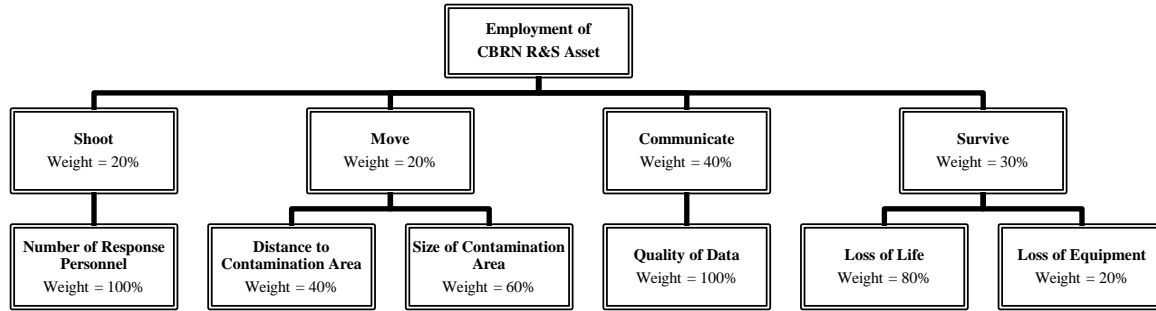 Employment of
CBRN R&S Asset
Shoot
Weight = 20%
Move
Weight = 20%
Communicate
Weight = 40%
Survive
Weight = 30%
Number of Response
Personnel
Weight = 100%
Distance to
Contamination Area
Weight = 40%
Size of Contamination
Area
Weight = 60%
Quality of Data
Weight = 100%
Loss of Life
Weight = 80%
Loss of Equipment
Weight = 20%